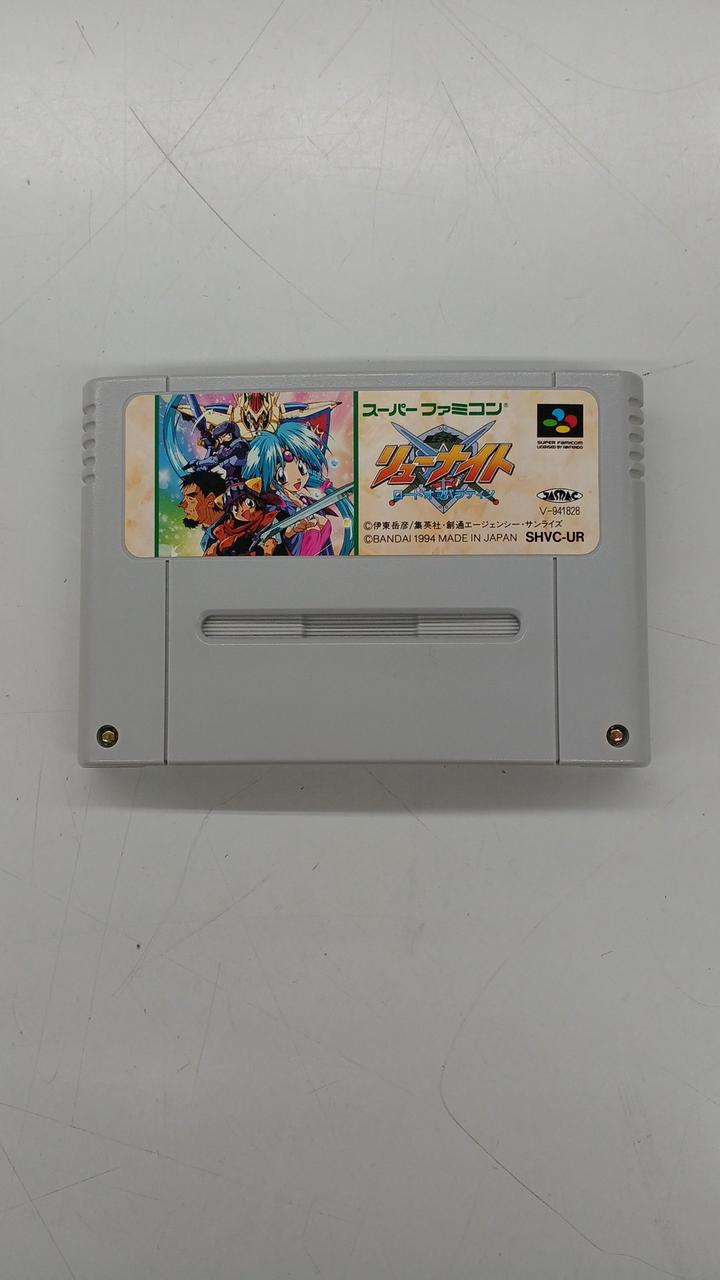 スーパーファミコン®
リューナイト
ロード・オブ・パラディン
SUPER FAMICOM
LICENSED BY NINTENDO
JASRAC
V-941828
©伊東岳彦/集英社・創通エージェンシー・サンライズ
©BANDAI 1994 MADE IN JAPAN SHVC-UR